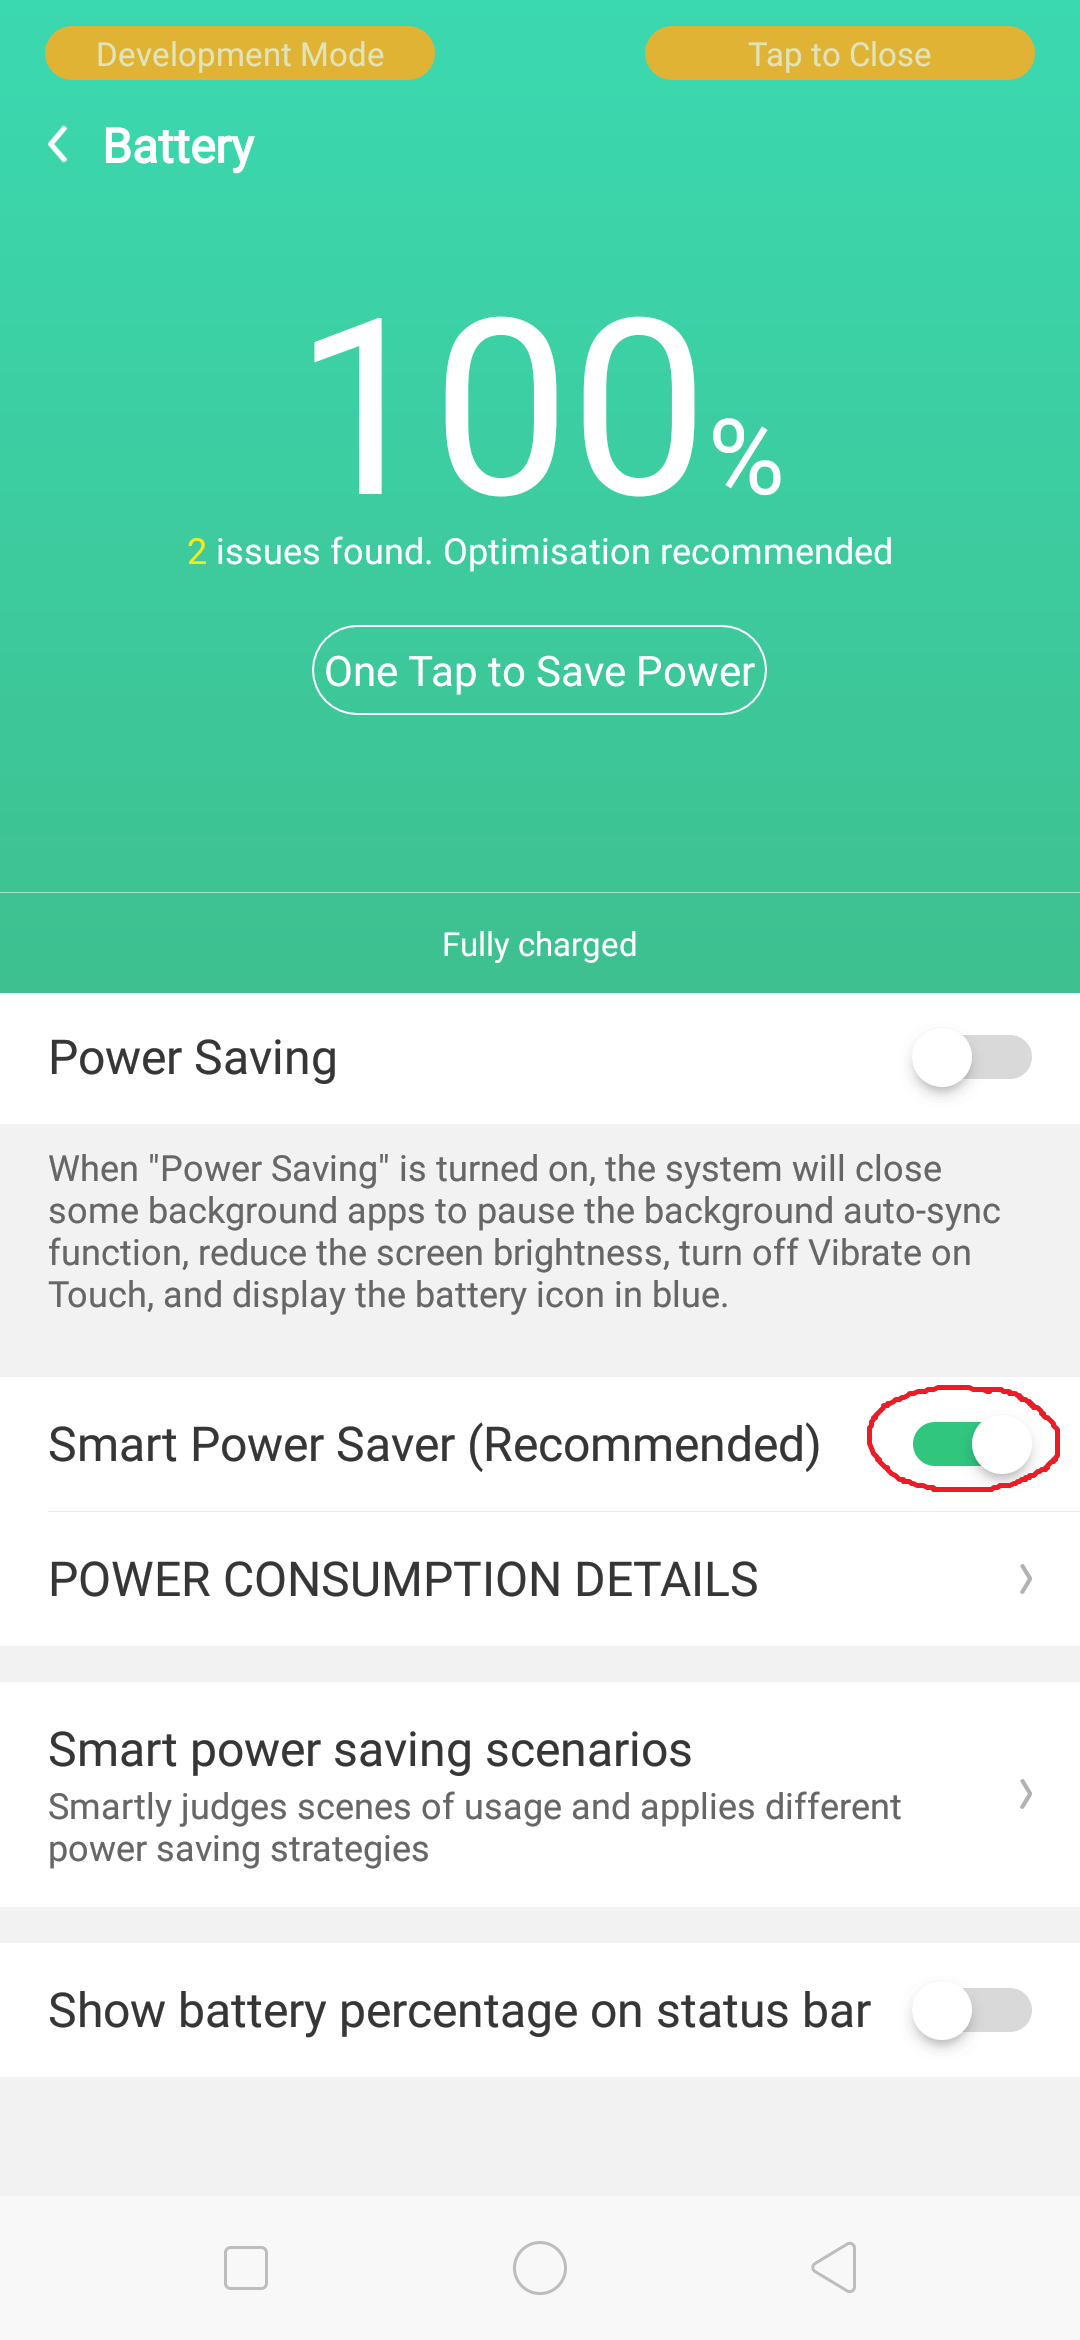 Development Mode
Tap to Close
Battery
100%
2 issues found. Optimisation recommended
One Tap to Save Power
Fully charged
Power Saving
When "Power Saving" is turned on, the system will close
some background apps to pause the background auto-sync
function, reduce the screen brightness, turn off Vibrate on
Touch, and display the battery icon in blue.
Smart Power Saver (Recommended)
POWER CONSUMPTION DETAILS
Smart power saving scenarios
Smartly judges scenes of usage and applies different
power saving strategies
Show battery percentage on status bar